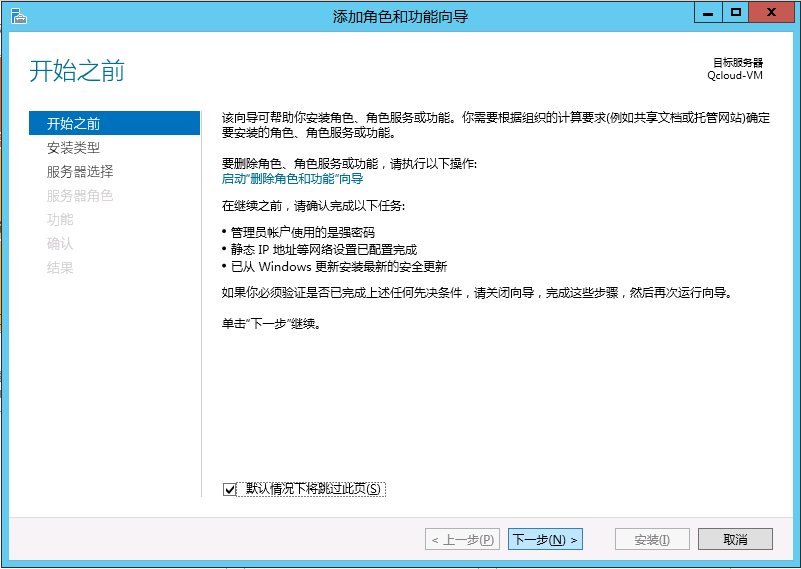 添加角色和功能向导
开始之前
目标服务器
Qcloud-VM
开始之前
安装类型
服务器选择
服务器角色
功能
确认
结果
该向导可帮助你安装角色、角色服务或功能。你需要根据组织的计算要求(例如共享文档或托管网站)确定
要安装的角色、角色服务或功能。
要删除角色、角色服务或功能，请执行以下操作:
启动“删除角色和功能”向导
在继续之前，请确认完成以下任务:
• 管理员帐户使用的是强密码
• 静态 IP 地址等网络设置已配置完成
• 已从 Windows 更新安装最新的安全更新
如果你必须验证是否已完成上述任何先决条件，请关闭向导，完成这些步骤，然后再次运行向导。
单击“下一步”继续。
默认情况下将跳过此页(S)
< 上一步(P)
下一步(N) >
安装(I)
取消